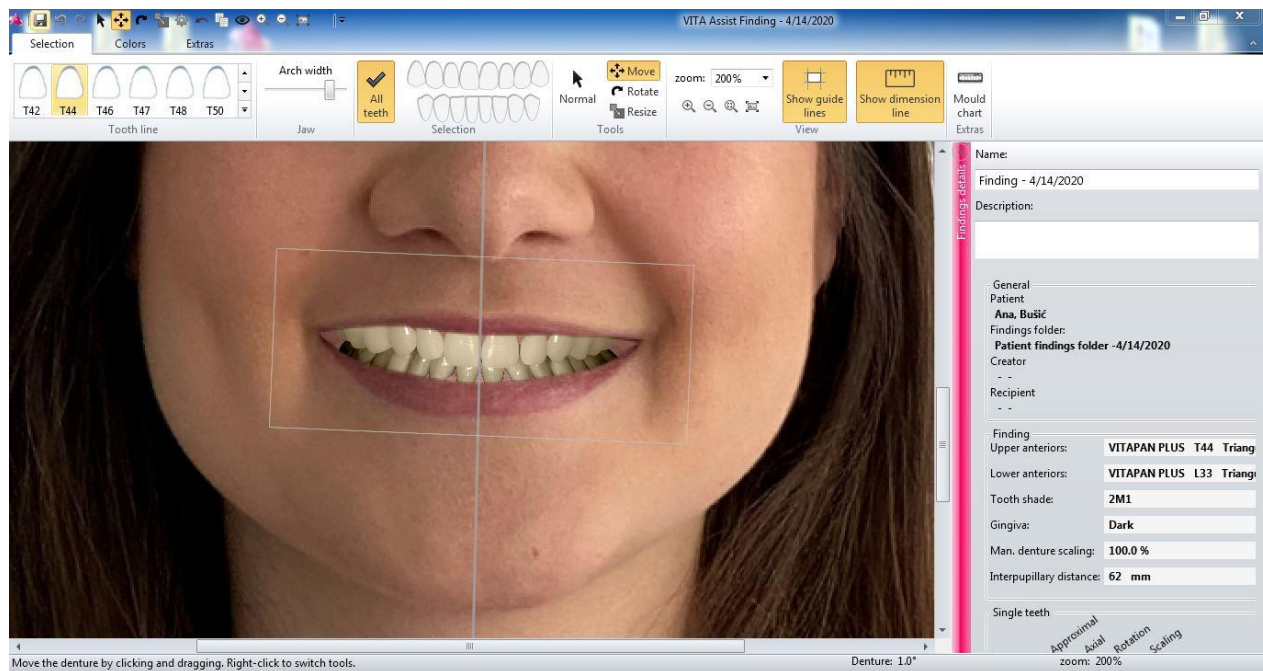 VITA Assist Finding - 4/14/2020
Selection Colors Extras
T42 T44 T46 T47 T48 T50
Tooth line
Arch width
Jaw
All
teeth
Selection
Normal
Move
Rotate
Resize
Tools
zoom: 200%
Show guide
lines
Show dimension
line
View
Mould
chart
Extras
Findings details
Name:
Finding - 4/14/2020
Description:
General
Patient
Ana, Bušić
Findings folder:
Patient findings folder -4/14/2020
Creator
- -
Recipient
- -
Finding
Upper anteriors: VITAPAN PLUS T44 Triang
Lower anteriors: VITAPAN PLUS L33 Triang
Tooth shade: 2M1
Gingiva: Dark
Man. denture scaling: 100.0 %
Interpupillary distance: 62 mm
Single teeth
Approximal
Axial
Rotation
Scaling
Move the denture by clicking and dragging. Right-click to switch tools.
Denture: 1.0°
zoom: 200%